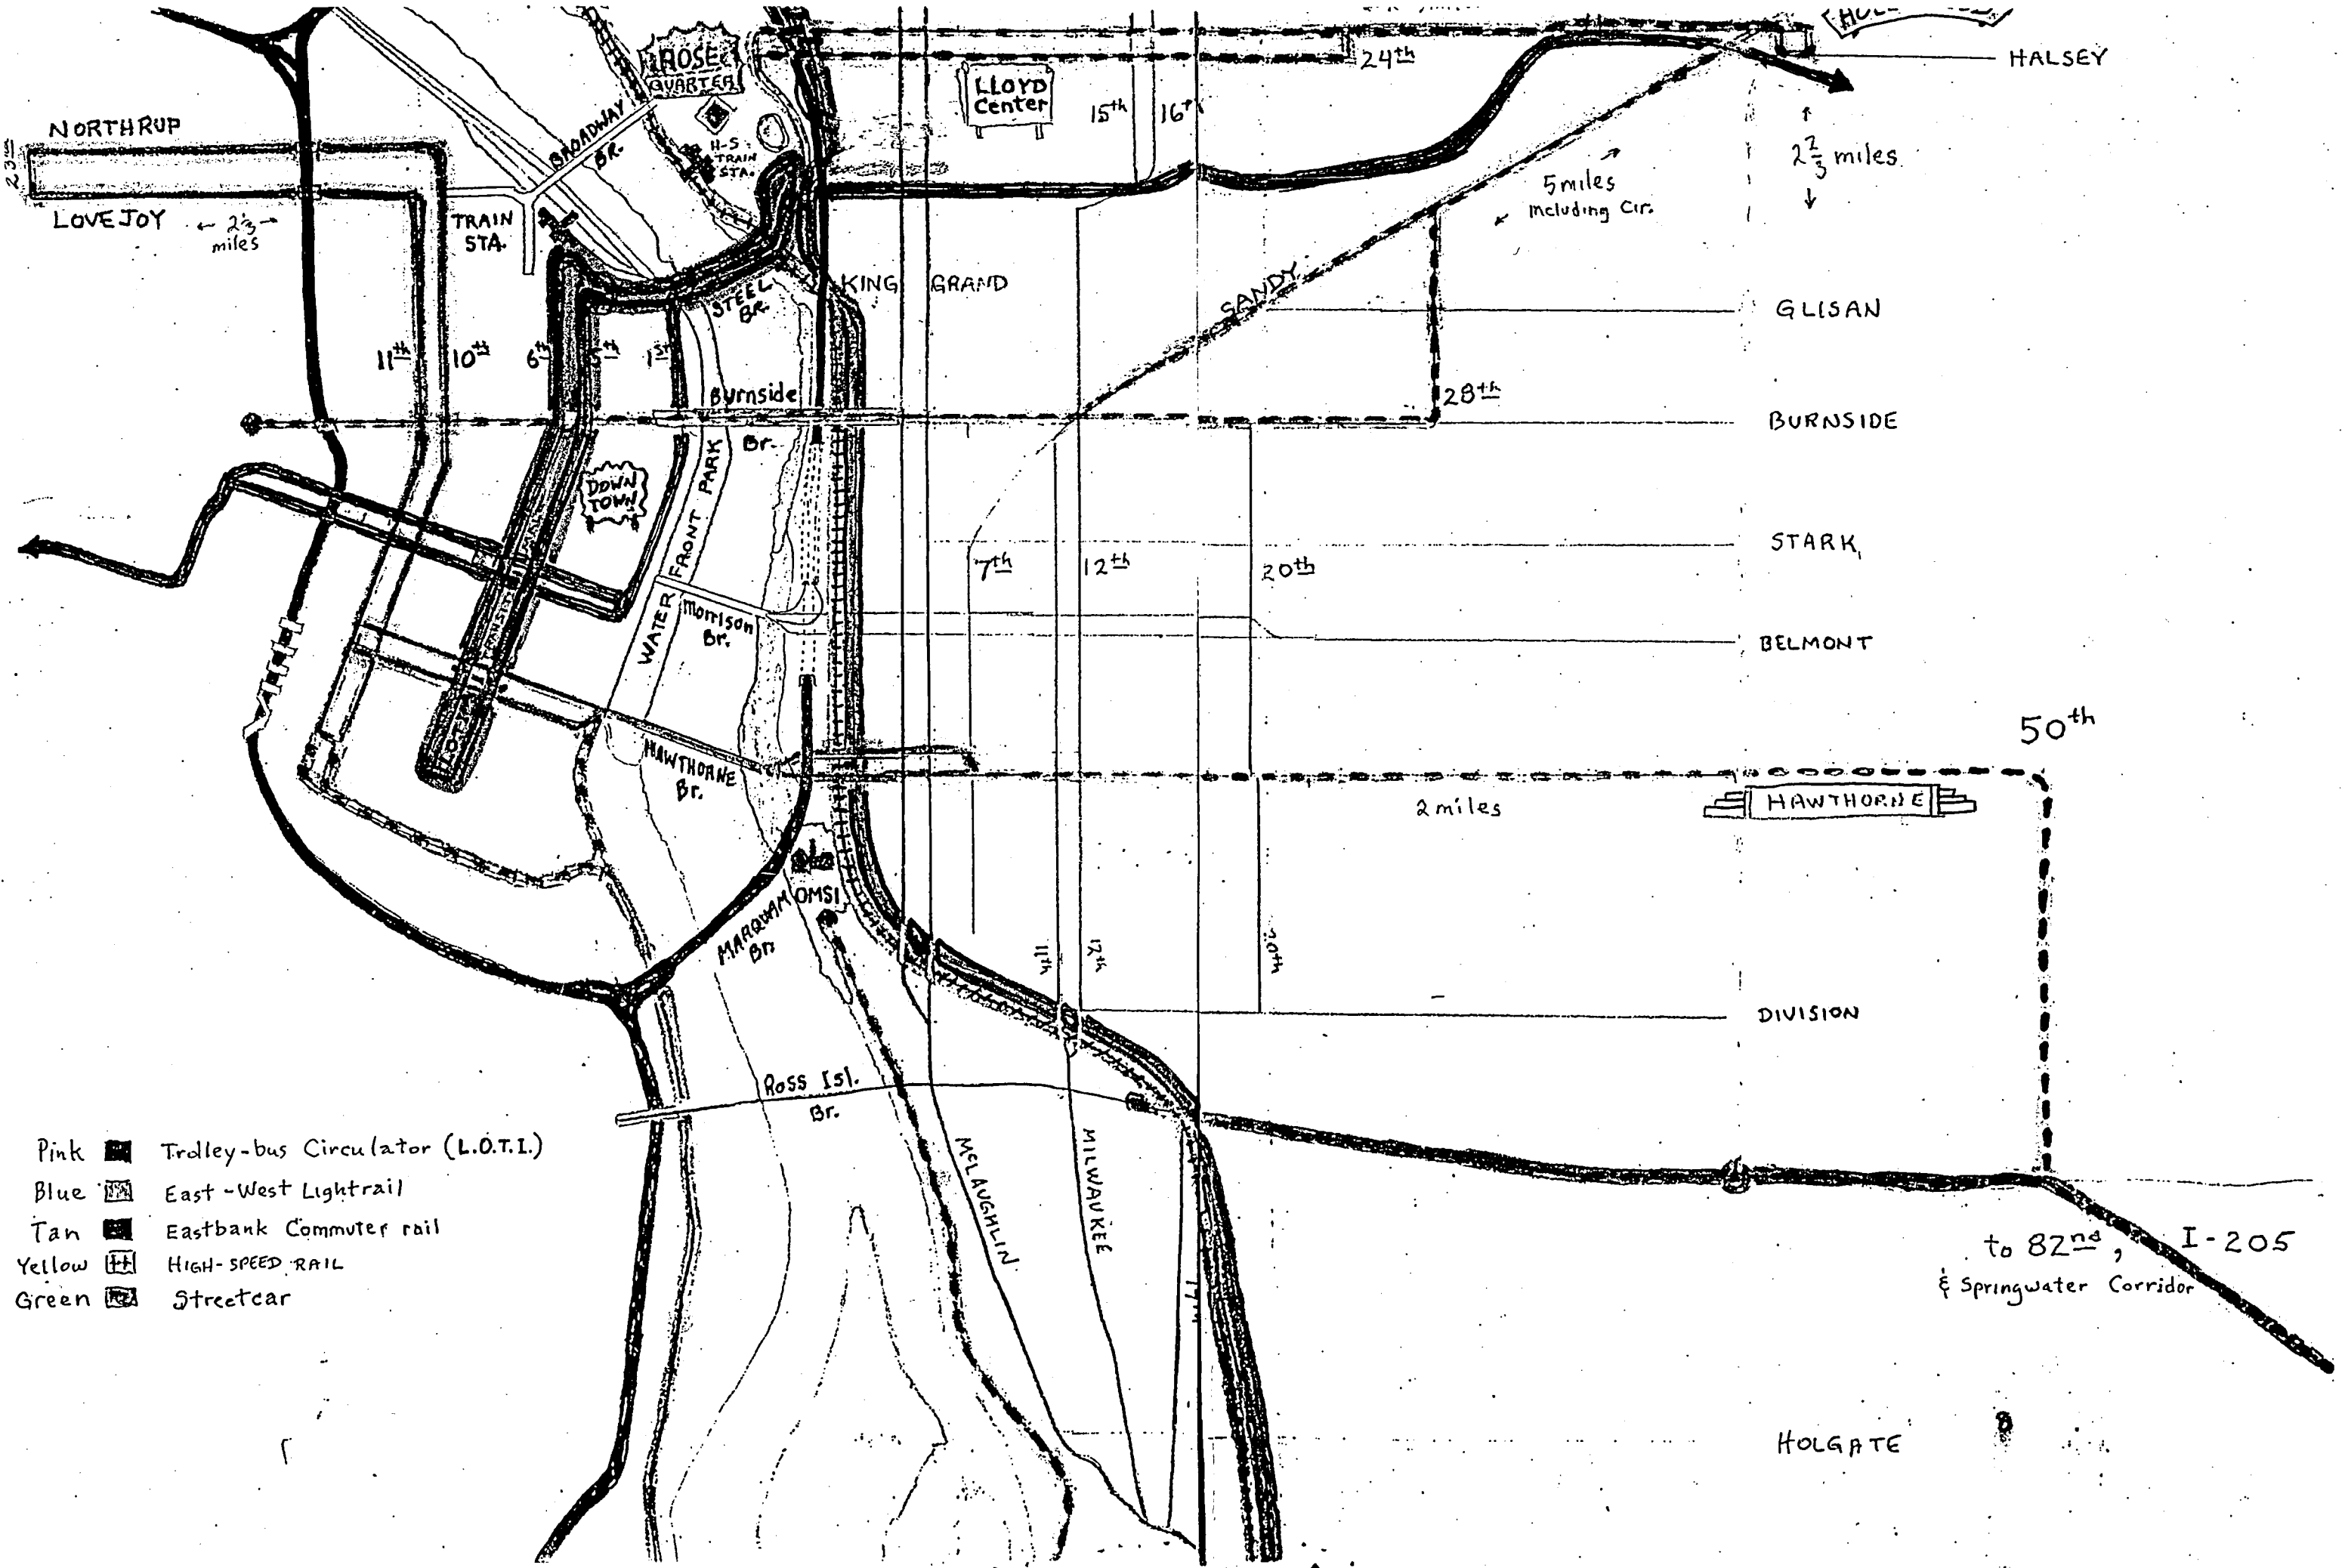 HALSEY
24th
ROSE
QUARTER
LLOYD
Center
15th
16th
NORTHRUP
23rd
BROADWAY
BR.
H-S
TRAIN
STA.
2 2/3 miles
5 miles
Including Cir.
LOVEJOY
← 2 1/3 →
miles
TRAIN
STA.
KING
GRAND
STEEL
BR.
SANDY
GLISAN
11th
10th
6th
5th
1st
Burnside
Br.
28th
BURNSIDE
DOWN
TOWN
WATER FRONT PARK
STARK
7th
12th
20th
TRANSIT MALL
Morrison
Br.
BELMONT
50th
HAWTHORNE
Br.
2 miles
HAWTHORNE
OMSI
MARQUAM
Br.
11th
12th
20th
DIVISION
Ross Isl.
Br.
McLAUGHLIN
MILWAUKEE
17th
Pink Trolley-bus Circulator (L.O.T.I.)
Blue East-West Lightrail
Tan Eastbank Commuter rail
Yellow HIGH-SPEED RAIL
Green Streetcar
to 82nd, I-205
& Springwater Corridor
HOLGATE